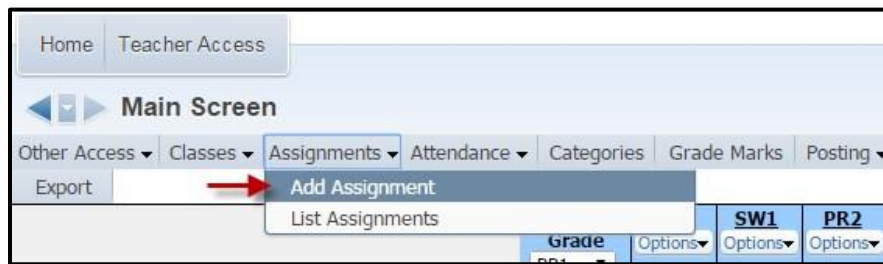 Home Teacher Access
Main Screen
Other Access Classes Assignments Attendance Categories Grade Marks Posting
Export Add Assignment
List Assignments
SW1 PR2
Grade Options Options Options